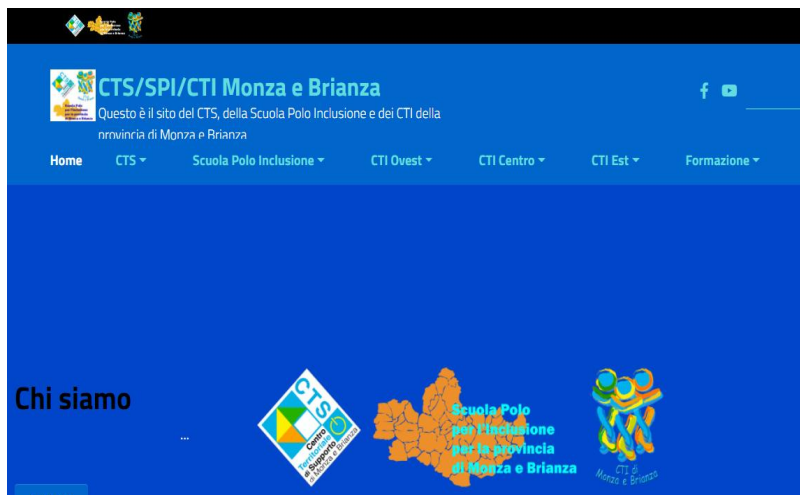 CTS/SPI/CTI Monza e Brianza
Questo è il sito del CTS, della Scuola Polo Inclusione e dei CTI della
provincia di Monza e Brianza
Home CTS Scuola Polo Inclusione CTI Ovest CTI Centro CTI Est Formazione
Chi siamo
...
CTS
Centro
Territoriale
di Supporto
di Monza e Brianza
Scuola Polo
per l'Inclusione
per la provincia
di Monza e Brianza
CTI di
Monza e Brianza